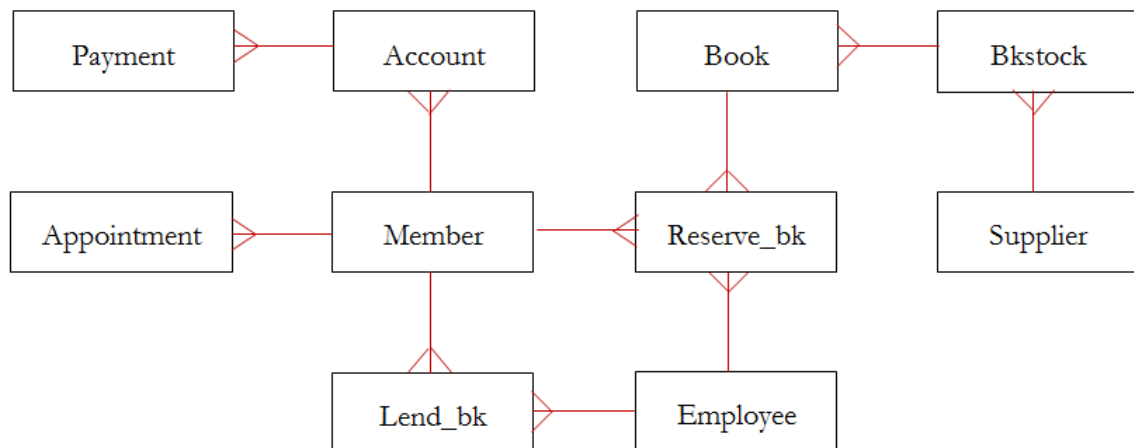 Payment
Account
Book
Bkstock
Appointment
Member
Reserve_bk
Supplier
Lend_bk
Employee